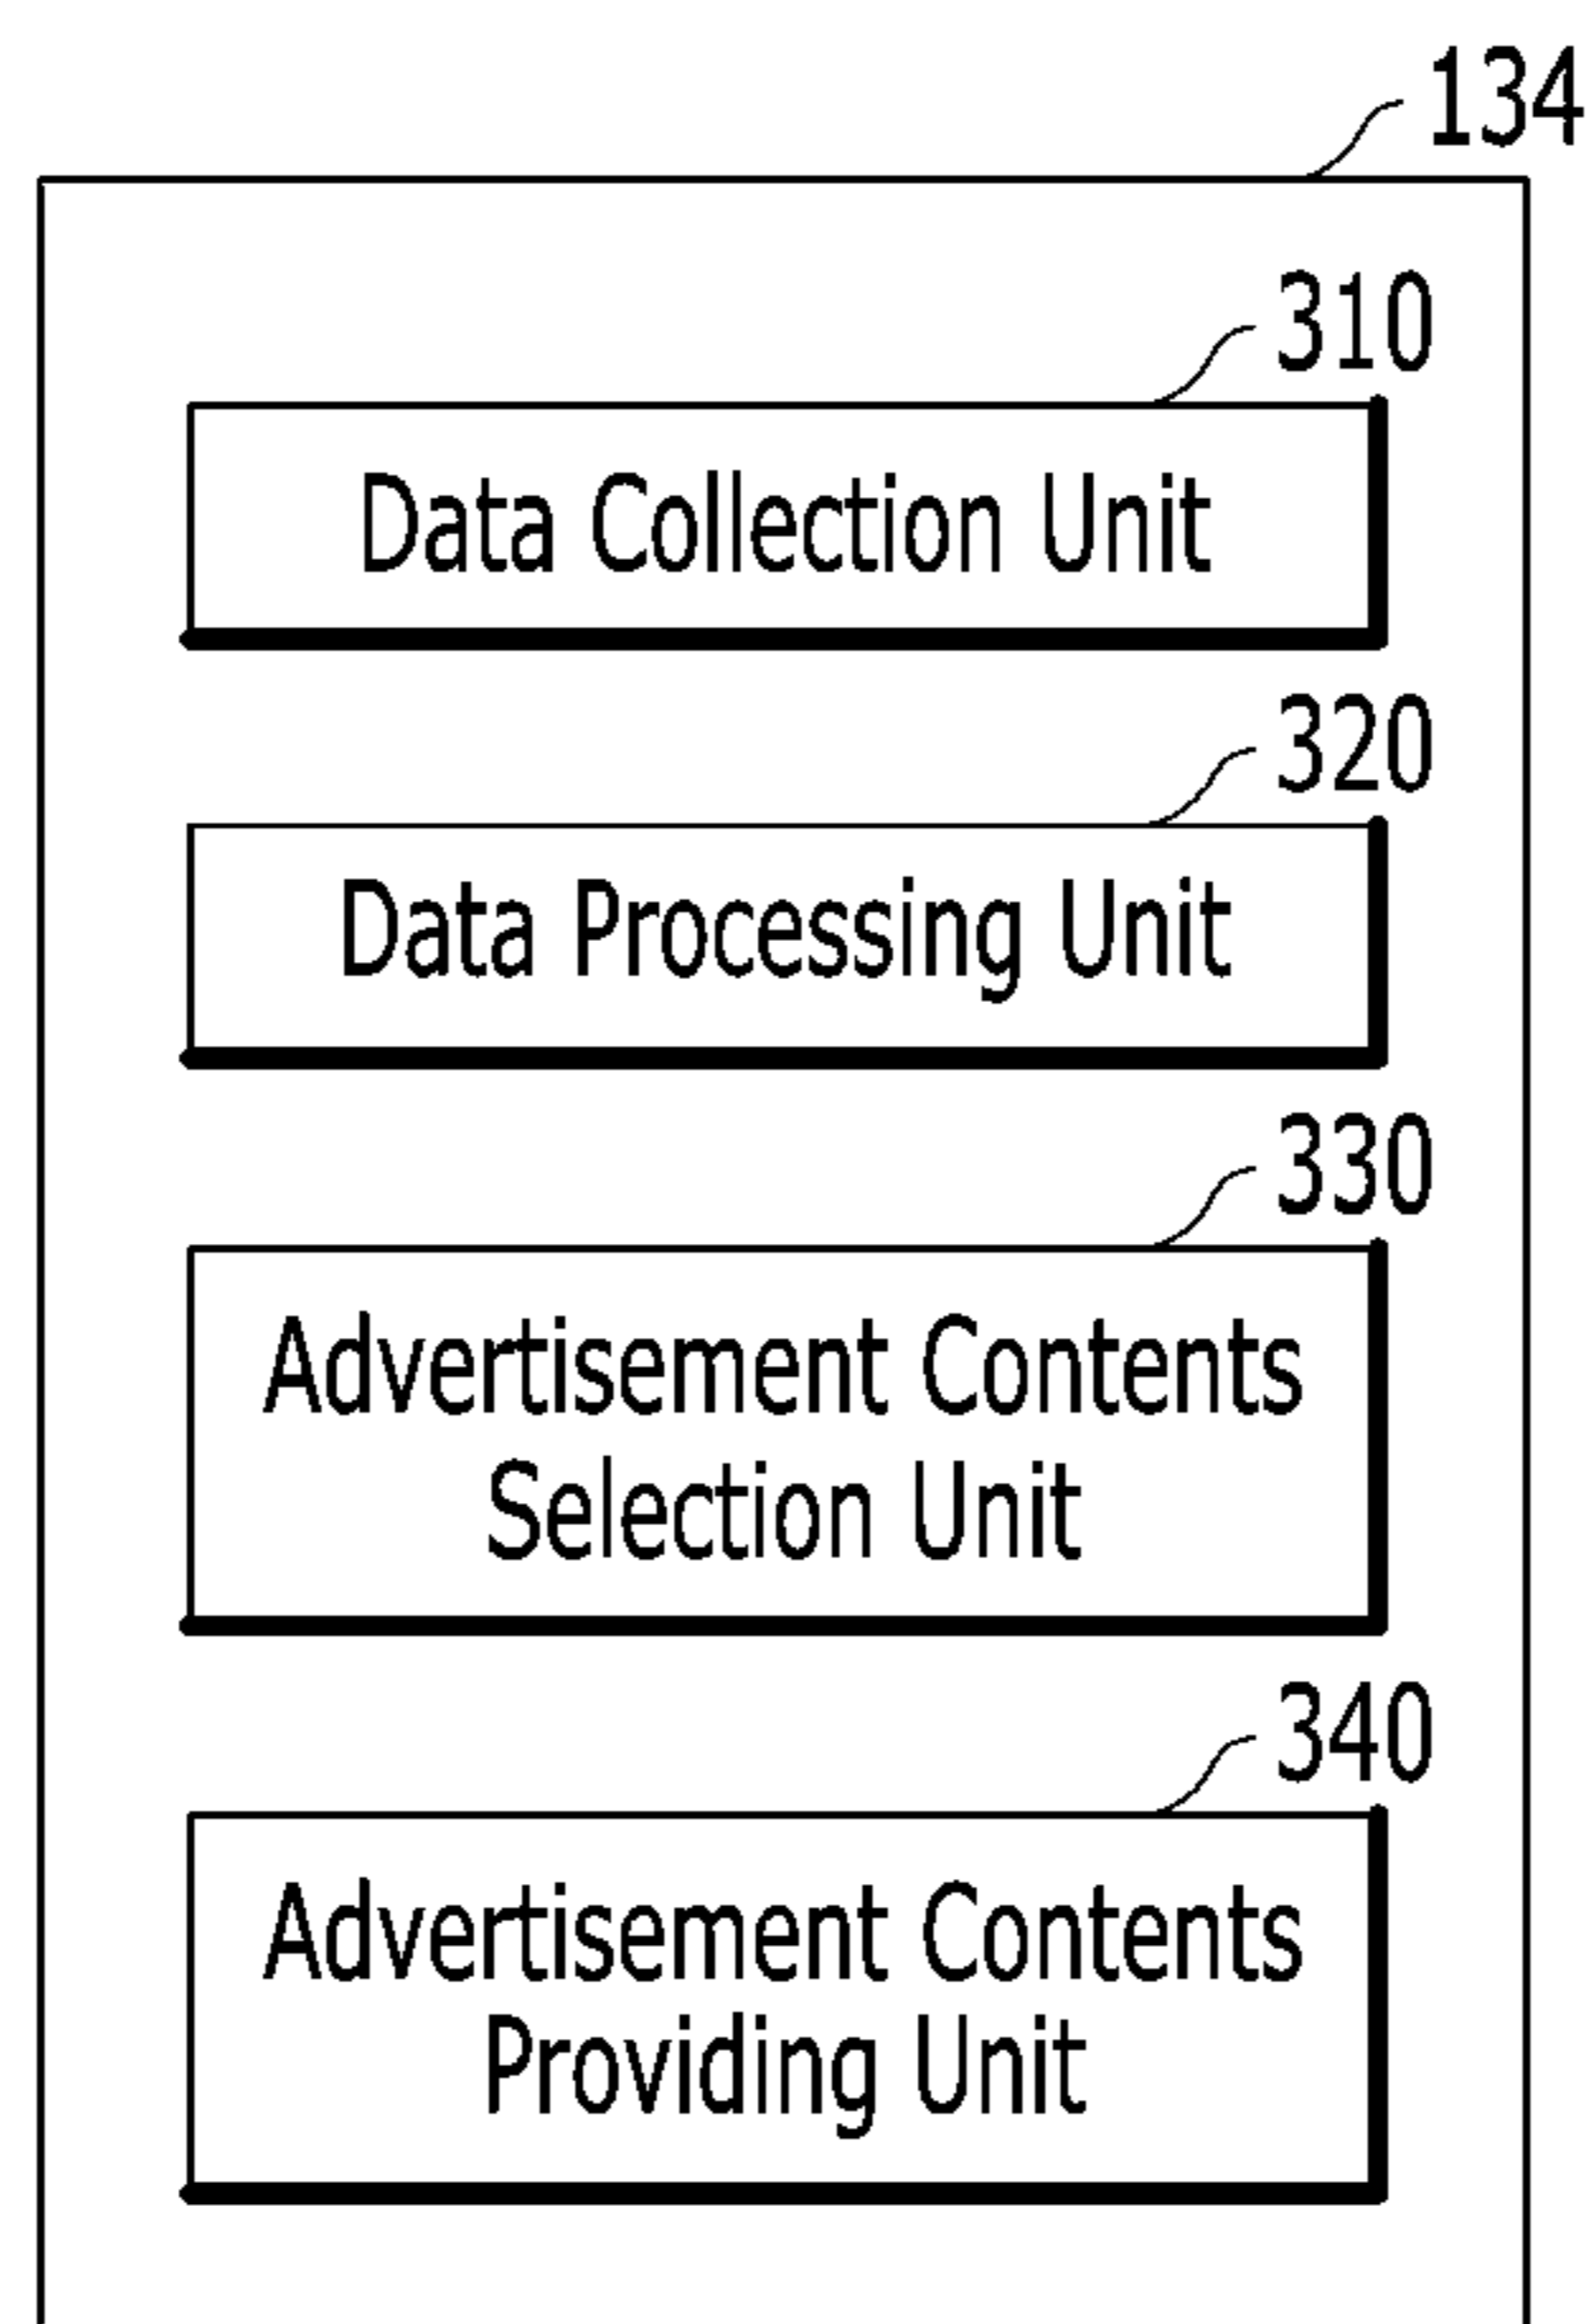 134
310
Data Collection Unit
320
Data Processing Unit
330
Advertisement Contents
Selection Unit
340
Advertisement Contents
Providing Unit